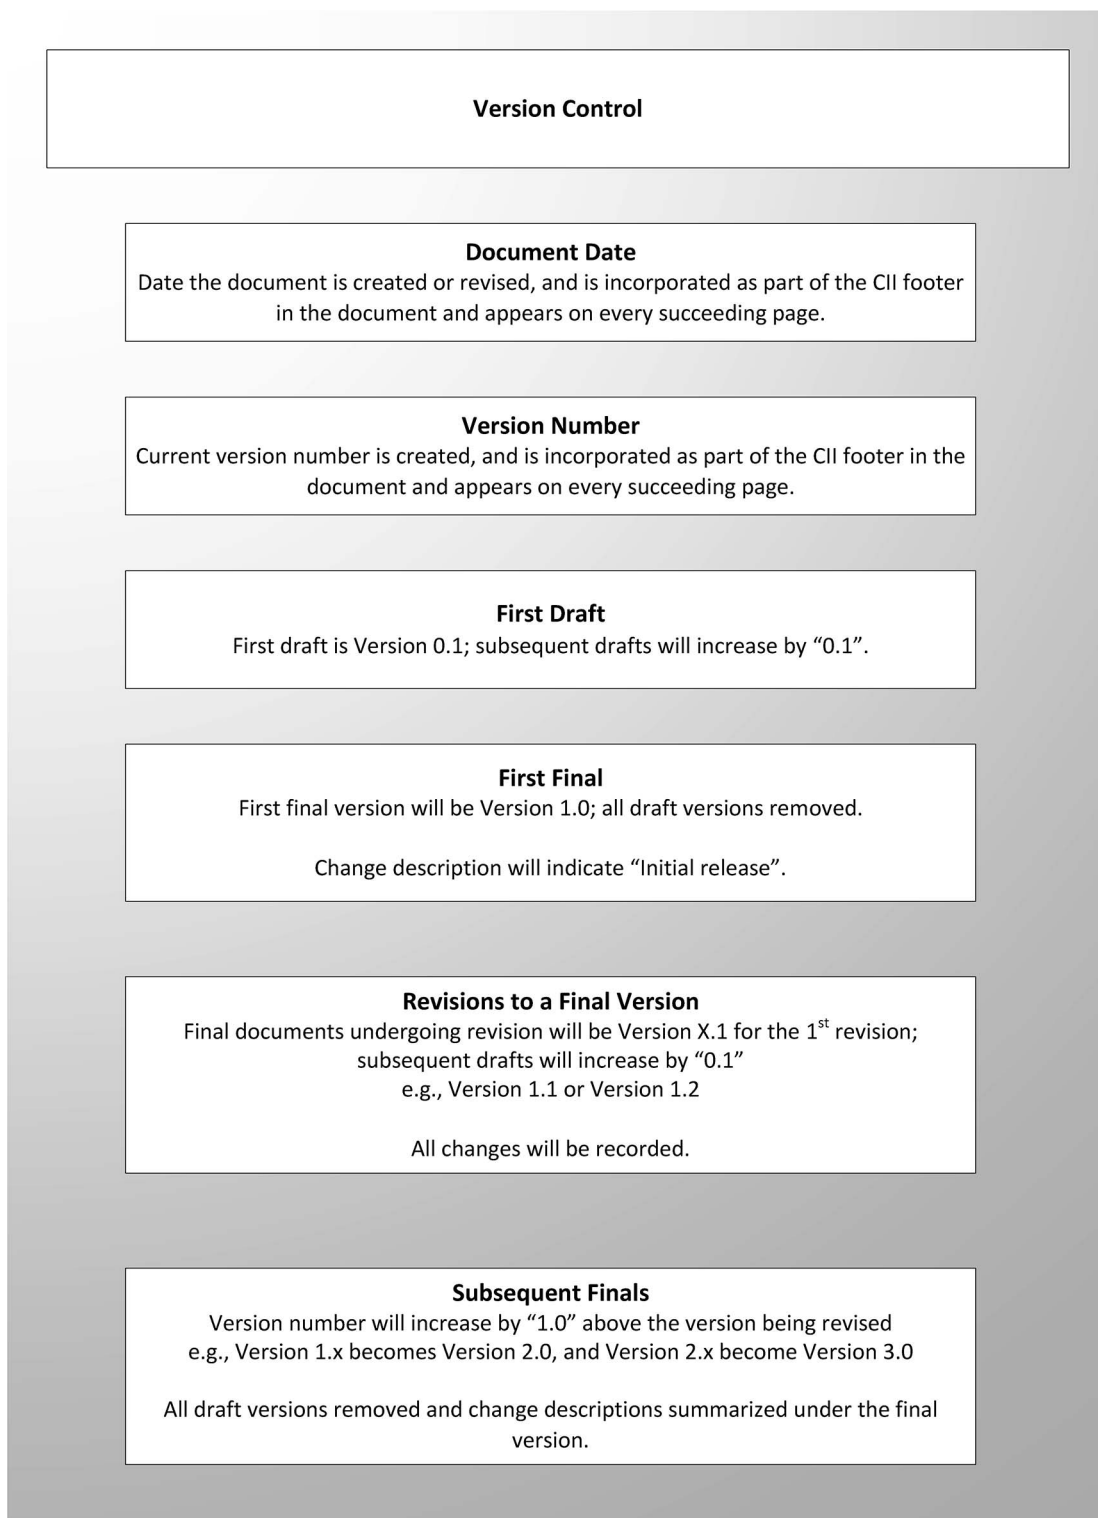 Version Control
Document Date
Date the document is created or revised, and is incorporated as part of the CII footer
in the document and appears on every succeeding page.
Version Number
Current version number is created, and is incorporated as part of the CII footer in the
document and appears on every succeeding page.
First Draft
First draft is Version 0.1; subsequent drafts will increase by “0.1”.
First Final
First final version will be Version 1.0; all draft versions removed.
Change description will indicate “Initial release”.
Revisions to a Final Version
Final documents undergoing revision will be Version X.1 for the 1st revision;
subsequent drafts will increase by “0.1”
e.g., Version 1.1 or Version 1.2
All changes will be recorded.
Subsequent Finals
Version number will increase by “1.0” above the version being revised
e.g., Version 1.x becomes Version 2.0, and Version 2.x become Version 3.0
All draft versions removed and change descriptions summarized under the final
version.